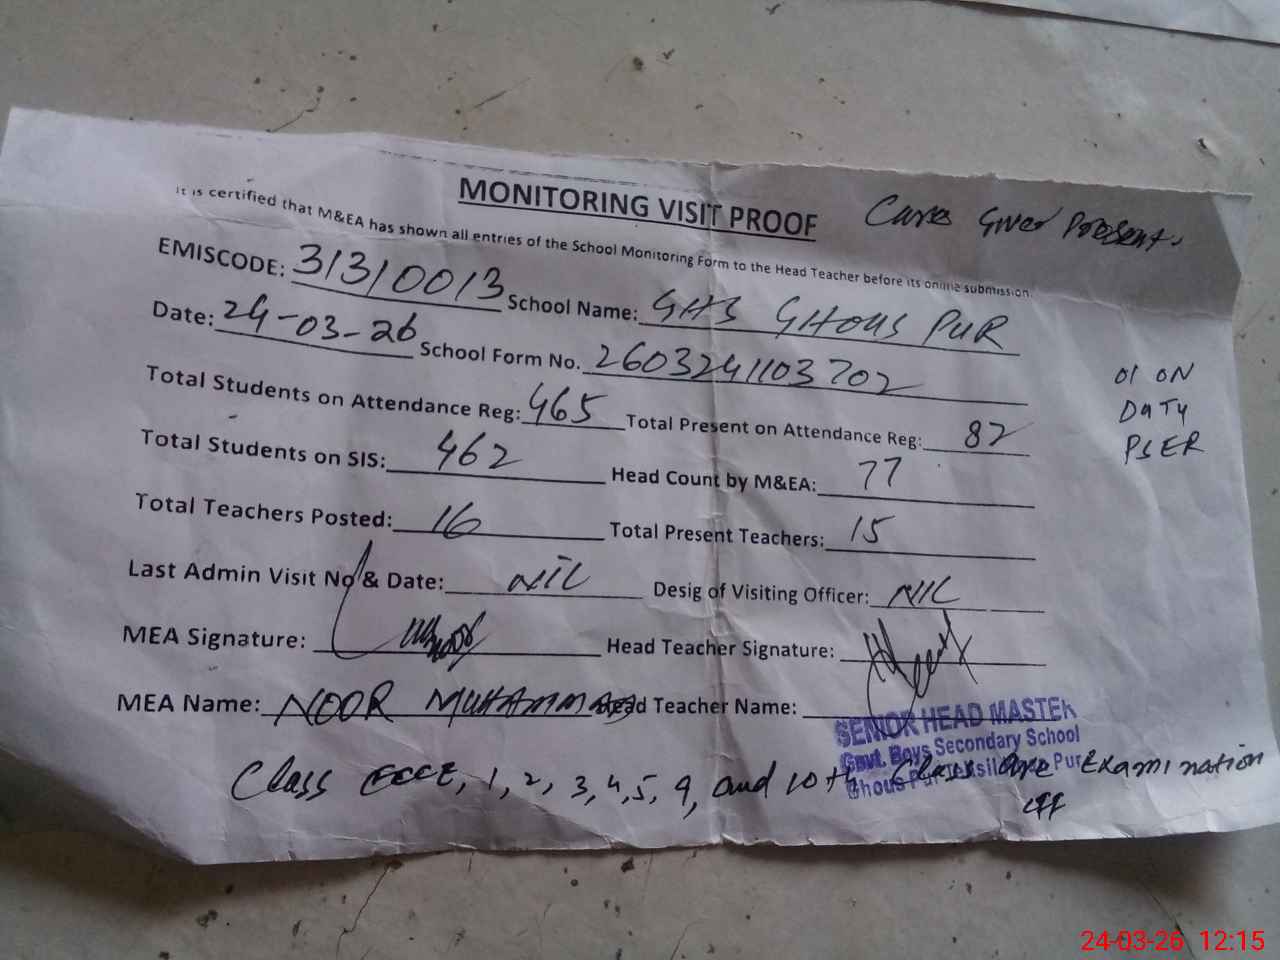 MONITORING VISIT PROOF
Care Giver Present.
It is certified that M&EA has shown all entries of the School Monitoring Form to the Head Teacher before its online submission.
EMISCODE: 31310013 School Name: GHS GHOUS PUR
Date: 24-03-26 School Form No. 2603241103702
Total Students on Attendance Reg: 465 Total Present on Attendance Reg: 82
01 ON
DUTY
PSER
Total Students on SIS: 462 Head Count by M&EA: 77
Total Teachers Posted: 16 Total Present Teachers: 15
Last Admin Visit No & Date: NIL Desig of Visiting Officer: NIL
MEA Signature: Head Teacher Signature:
MEA Name: NOOR MUHAMMAD Head Teacher Name:
SENIOR HEAD MASTER
Govt. Boys Secondary School
Ghous Pur Pur
Class ECCE, 1, 2, 3, 4, 5, 9, and 10th Class are Examination
off
24-03-26 12:15